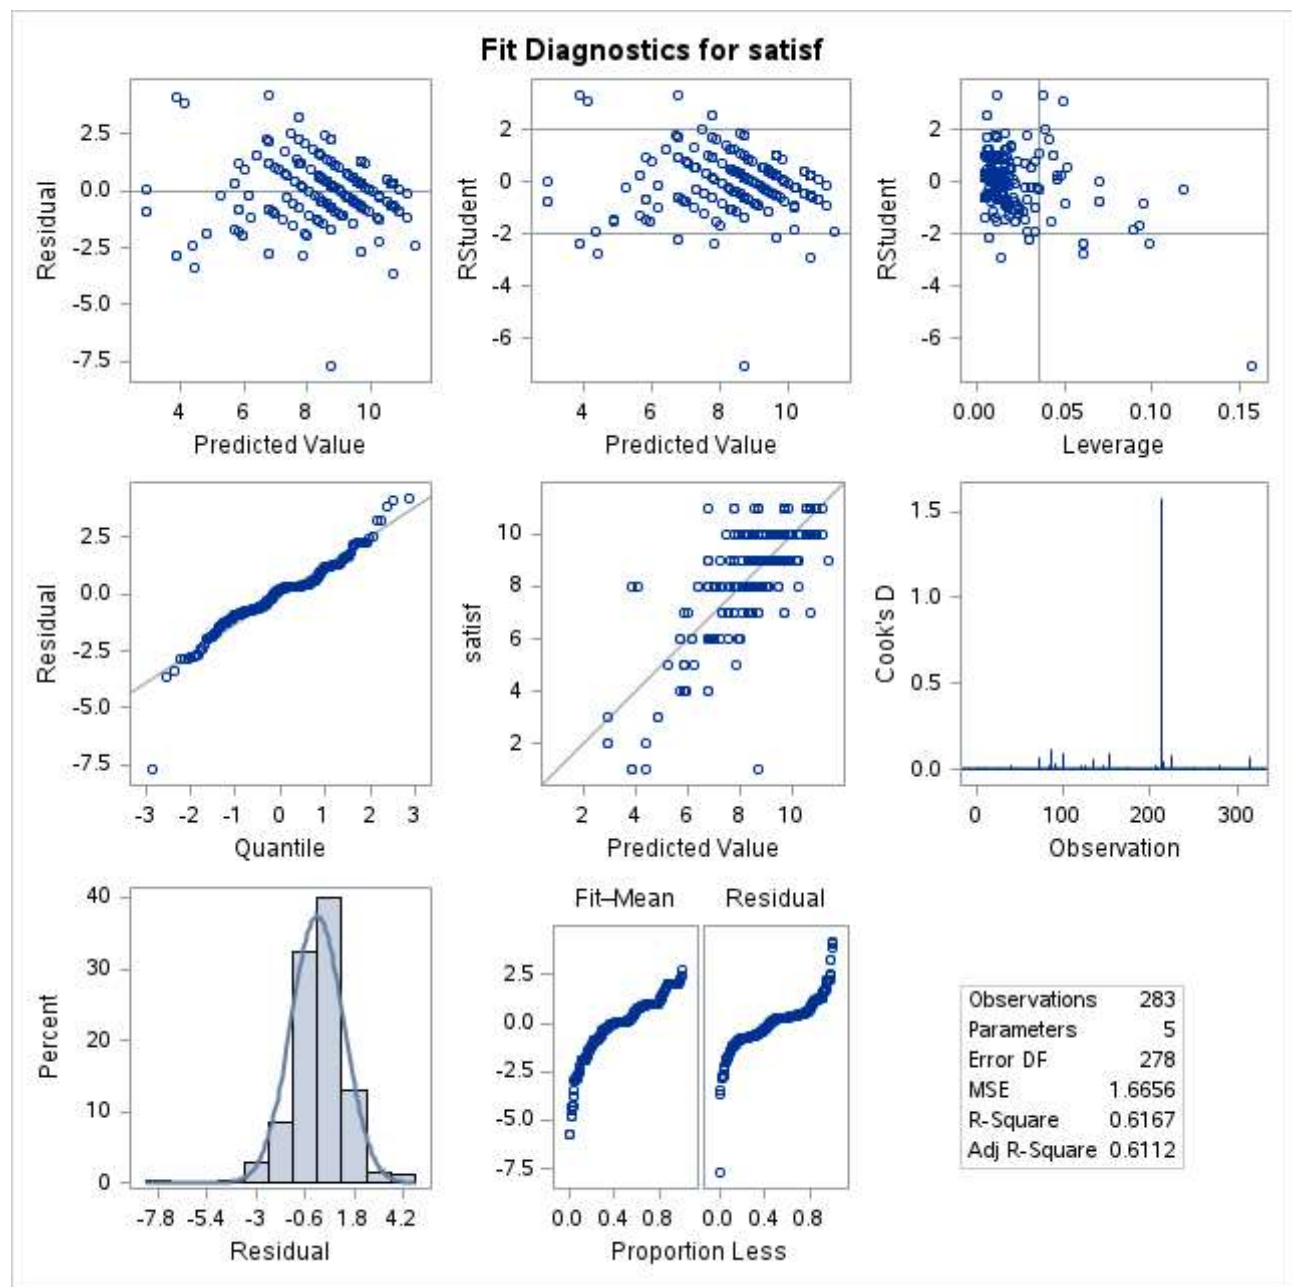 Fit Diagnostics for satisf
2.5
0.0
-2.5
-5.0
-7.5
Residual
4 6 8 10
Predicted Value
2
0
-2
-4
-6
RStudent
4 6 8 10
Predicted Value
2
0
-2
-4
-6
RStudent
0.00 0.05 0.10 0.15
Leverage
2.5
0.0
-2.5
-5.0
-7.5
Residual
-3 -2 -1 0 1 2 3
Quantile
10
8
6
4
2
satisf
2 4 6 8 10
Predicted Value
1.5
1.0
0.5
0.0
Cook's D
0 100 200 300
Observation
40
30
20
10
0
Percent
-7.8 -5.4 -3 -0.6 1.8 4.2
Residual
Fit–Mean Residual
2.5
0.0
-2.5
-5.0
-7.5
0.0 0.4 0.8 0.0 0.4 0.8
Proportion Less
Observations 283
Parameters 5
Error DF 278
MSE 1.6656
R-Square 0.6167
Adj R-Square 0.6112